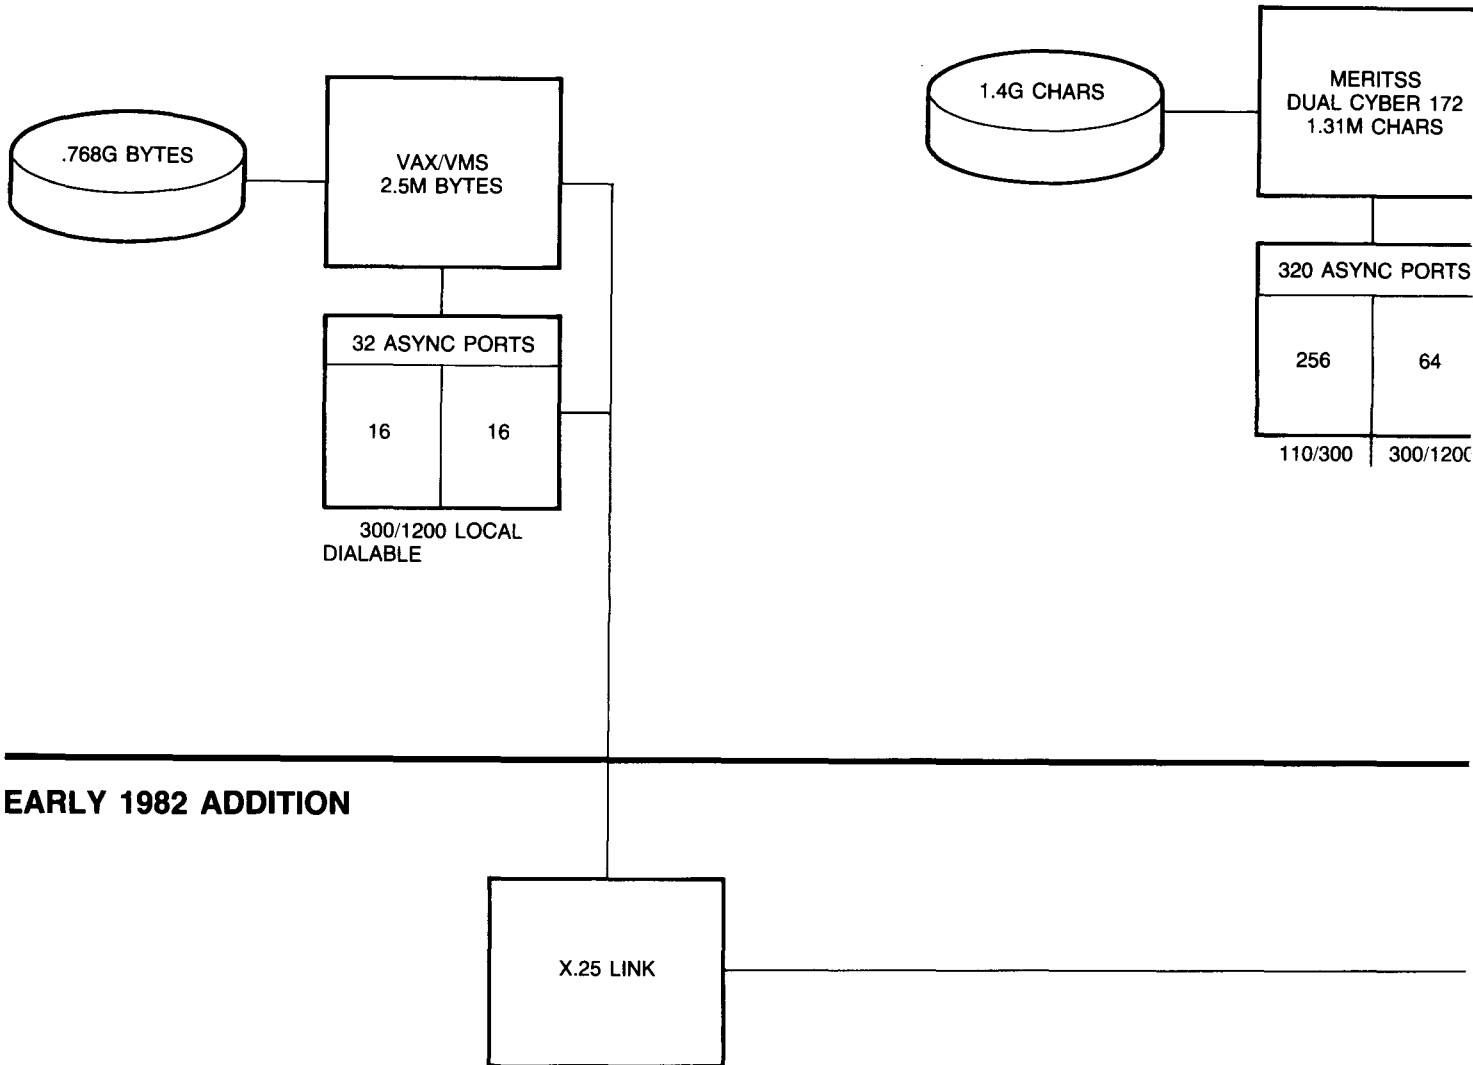 .768G BYTES
VAX/VMS
2.5M BYTES
32 ASYNC PORTS
16
16
300/1200 LOCAL
DIALABLE
1.4G CHARS
MERITSS
DUAL CYBER 172
1.31M CHARS
320 ASYNC PORTS
256
64
110/300
300/1200
EARLY 1982 ADDITION
X.25 LINK